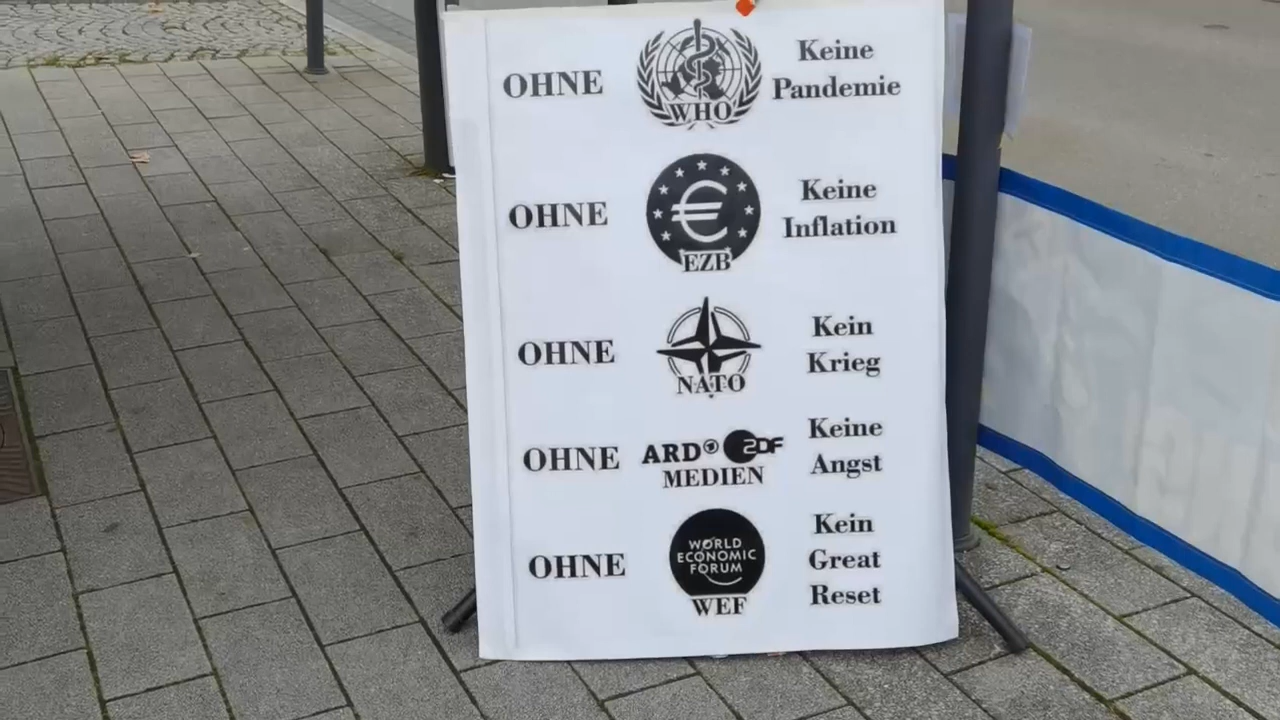 OHNE WHO Keine
Pandemie
OHNE EZB Keine
Inflation
OHNE NATO Kein
Krieg
OHNE ARD ZDF MEDIEN Keine
Angst
OHNE WORLD ECONOMIC FORUM WEF Kein
Great
Reset